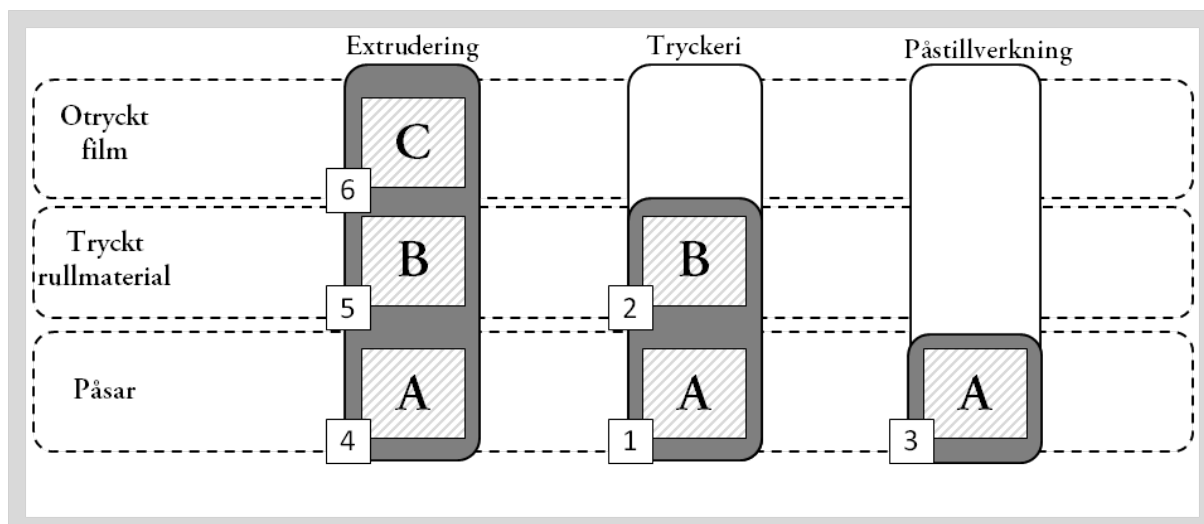 Extrudering
Tryckeri
Påstillverkning
Otryckt
film
C
6
Tryckt
rullmaterial
B
B
5
2
Påsar
A
A
A
4
1
3